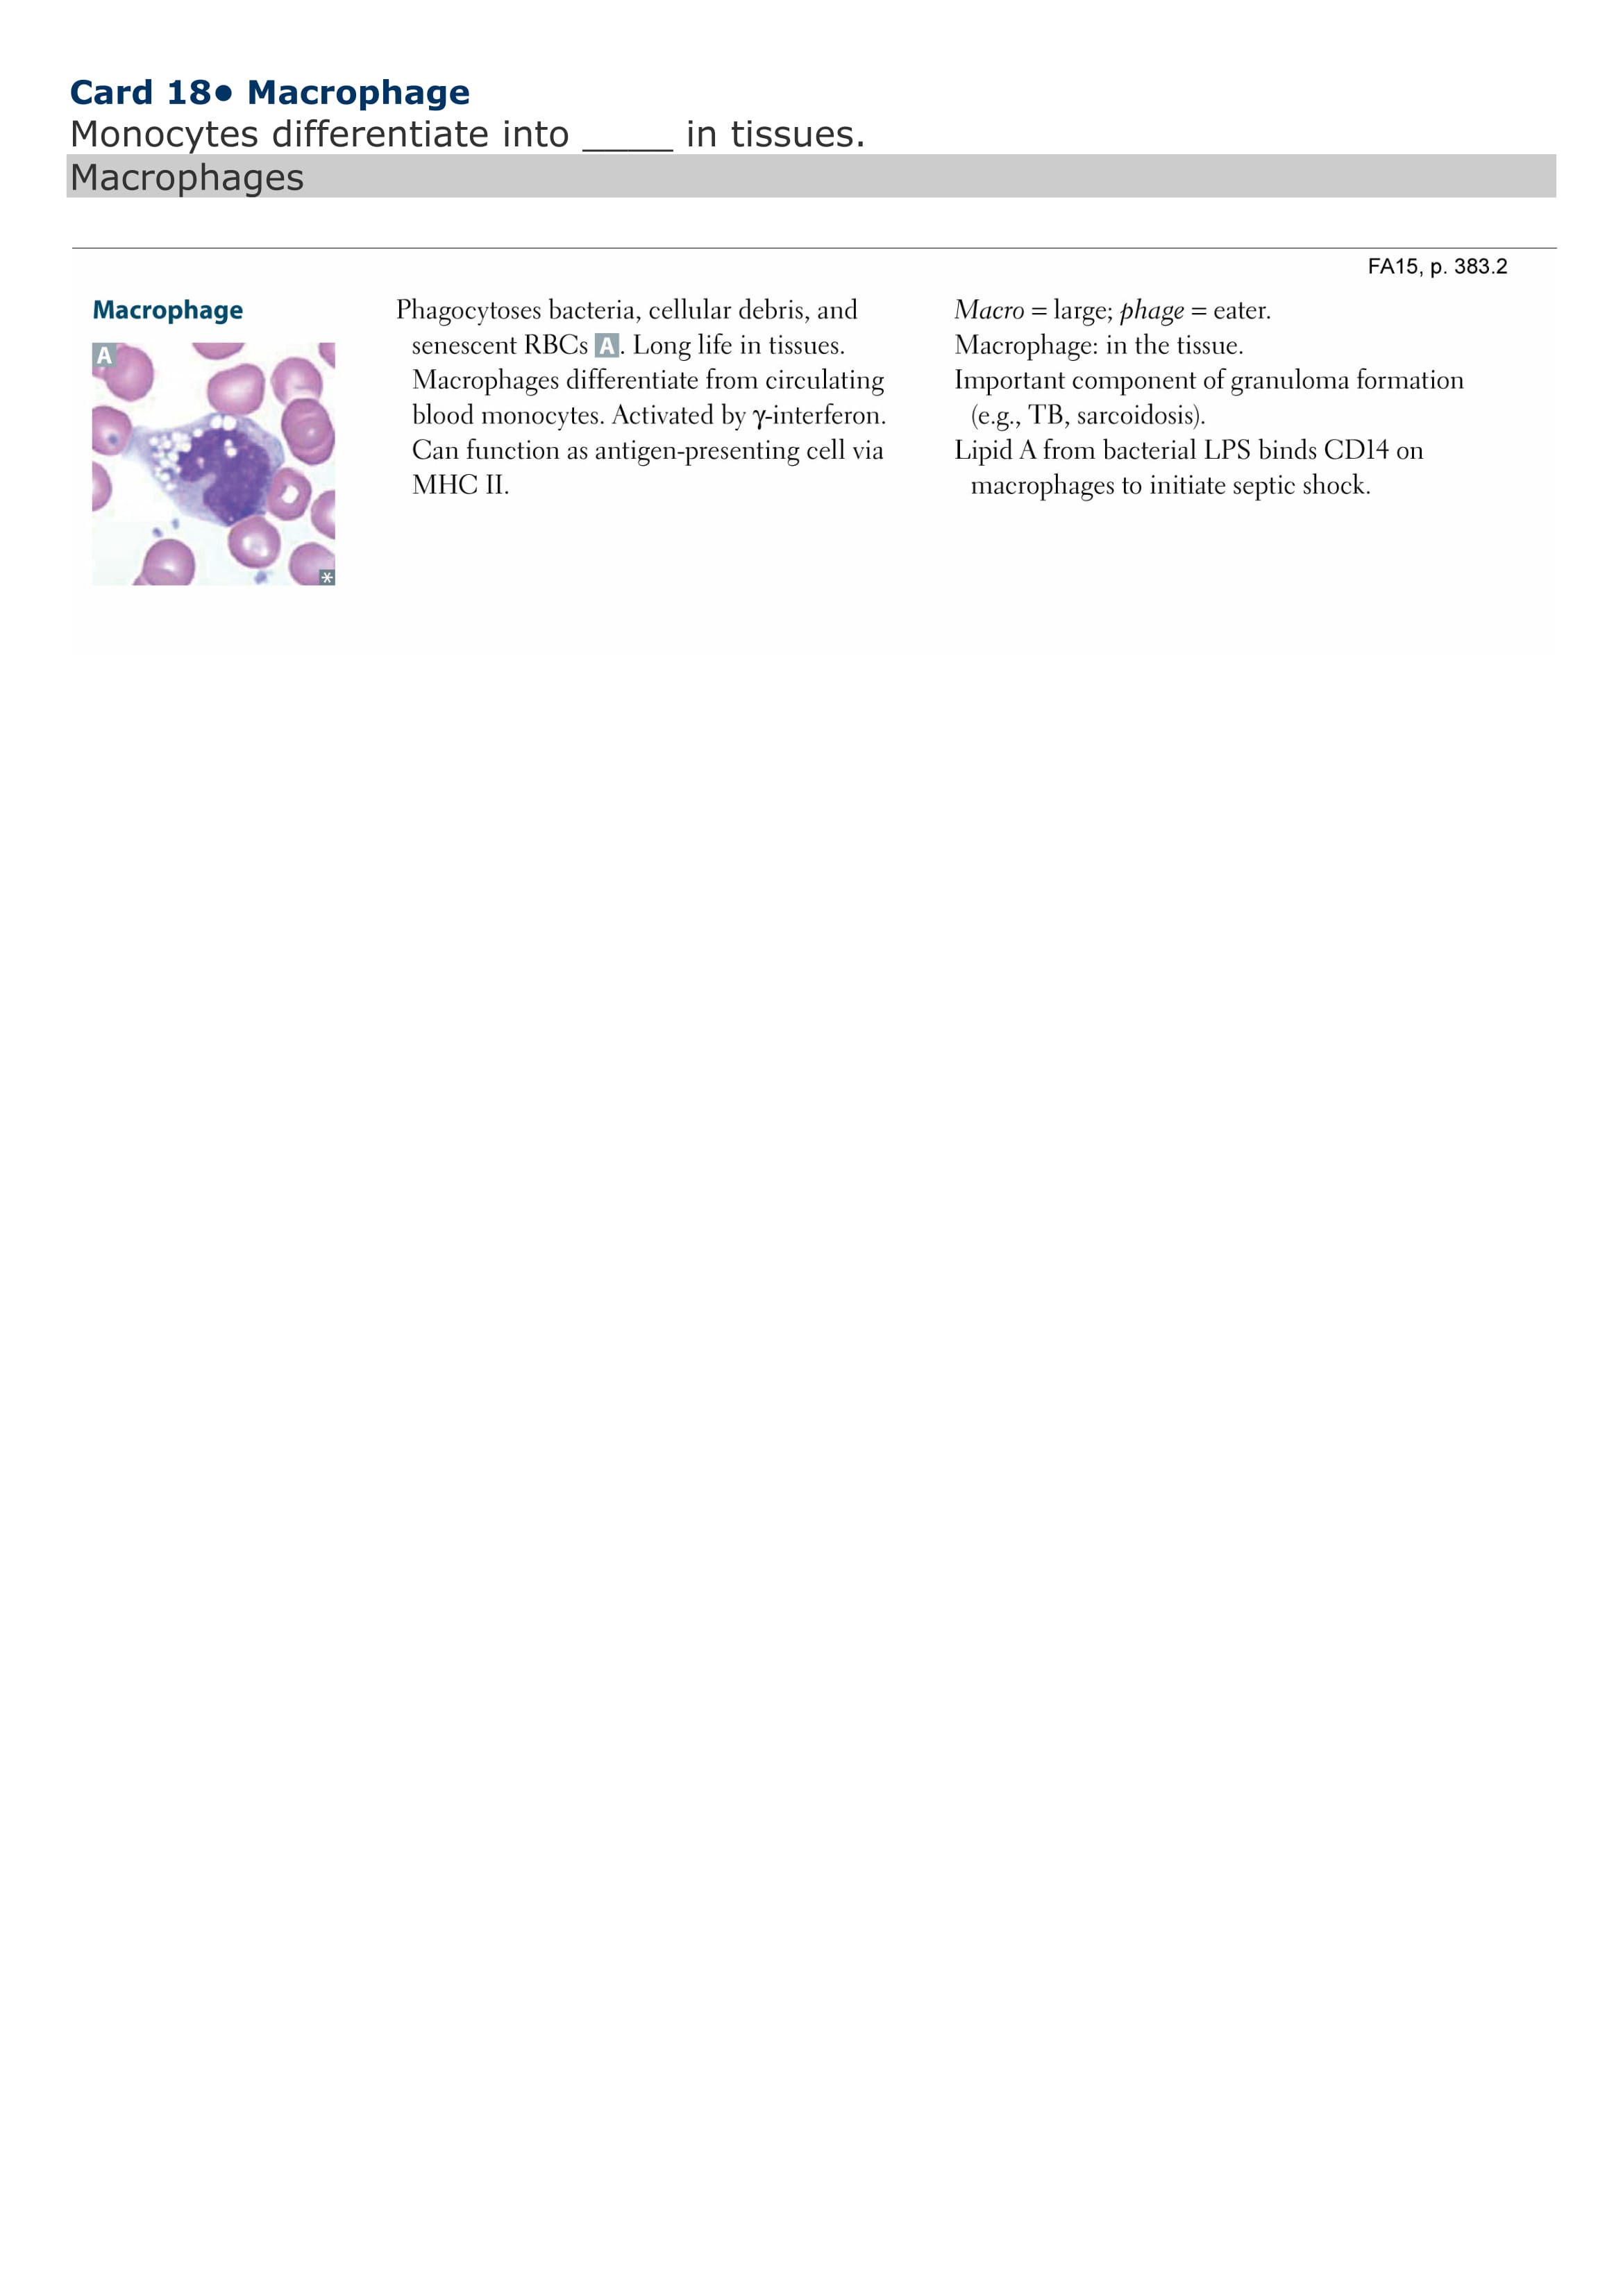 Card 18• Macrophage
Monocytes differentiate into _____ in tissues.
Macrophages
FA15, p. 383.2
Macrophage
A
*
Phagocytoses bacteria, cellular debris, and
senescent RBCs A. Long life in tissues.
Macrophages differentiate from circulating
blood monocytes. Activated by γ-interferon.
Can function as antigen-presenting cell via
MHC II.
Macro = large; phage = eater.
Macrophage: in the tissue.
Important component of granuloma formation
(e.g., TB, sarcoidosis).
Lipid A from bacterial LPS binds CD14 on
macrophages to initiate septic shock.